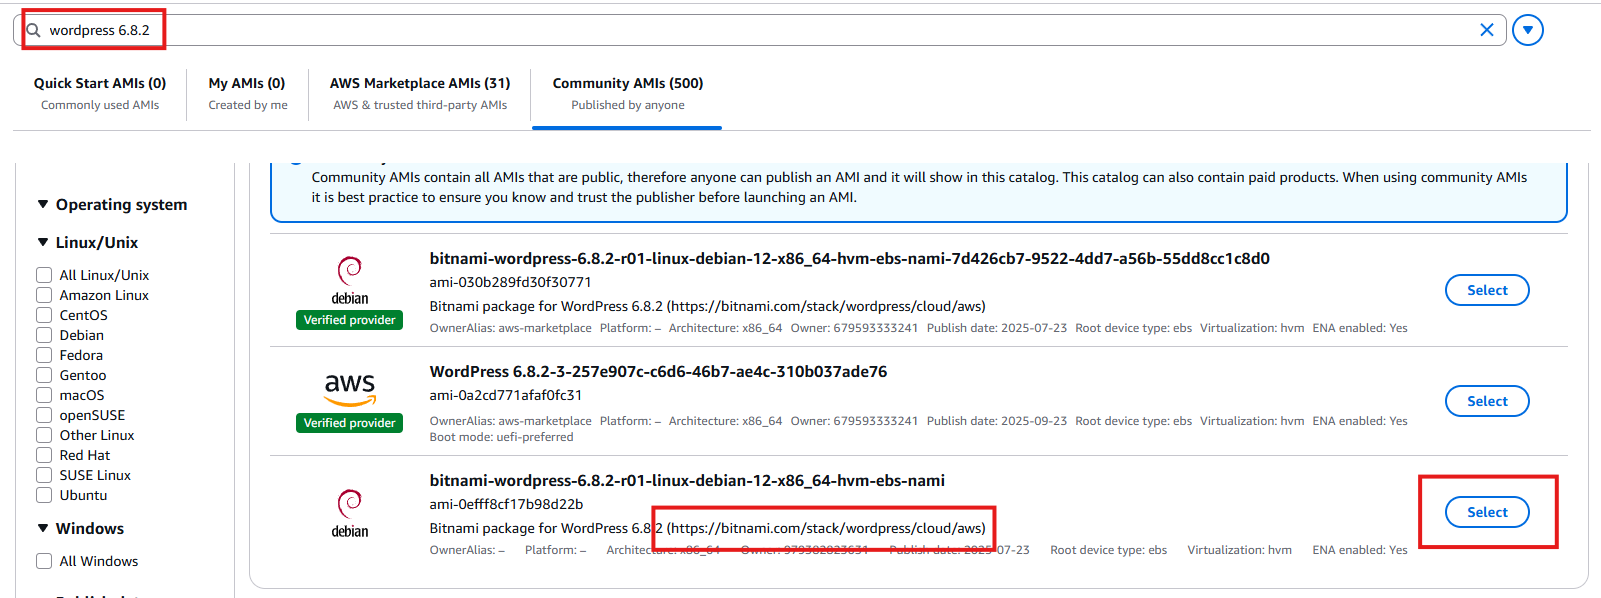 wordpress 6.8.2
Quick Start AMIs (0)
Commonly used AMIs
My AMIs (0)
Created by me
AWS Marketplace AMIs (31)
AWS & trusted third-party AMIs
Community AMIs (500)
Published by anyone
Operating system
Linux/Unix
All Linux/Unix
Amazon Linux
CentOS
Debian
Fedora
Gentoo
macOS
openSUSE
Other Linux
Red Hat
SUSE Linux
Ubuntu
Windows
All Windows
Community AMIs contain all AMIs that are public, therefore anyone can publish an AMI and it will show in this catalog. This catalog can also contain paid products. When using community AMIs
it is best practice to ensure you know and trust the publisher before launching an AMI.
debian
Verified provider
bitnami-wordpress-6.8.2-r01-linux-debian-12-x86_64-hvm-ebs-nami-7d426cb7-9522-4dd7-a56b-55dd8cc1c8d0
ami-030b289fd30f30771
Bitnami package for WordPress 6.8.2 (https://bitnami.com/stack/wordpress/cloud/aws)
OwnerAlias: aws-marketplace Platform: – Architecture: x86_64 Owner: 679593333241 Publish date: 2025-07-23 Root device type: ebs Virtualization: hvm ENA enabled: Yes
Select
aws
Verified provider
WordPress 6.8.2-3-257e907c-c6d6-46b7-ae4c-310b037ade76
ami-0a2cd771afaf0fc31
OwnerAlias: aws-marketplace Platform: – Architecture: x86_64 Owner: 679593333241 Publish date: 2025-09-23 Root device type: ebs Virtualization: hvm ENA enabled: Yes
Boot mode: uefi-preferred
Select
debian
bitnami-wordpress-6.8.2-r01-linux-debian-12-x86_64-hvm-ebs-nami
ami-0efff8cf17b98d22b
Bitnami package for WordPress 6.8.2 (https://bitnami.com/stack/wordpress/cloud/aws)
OwnerAlias: – Platform: – Architecture: x86_64 Owner: 979382823631 Publish date: 2025-07-23 Root device type: ebs Virtualization: hvm ENA enabled: Yes
Select